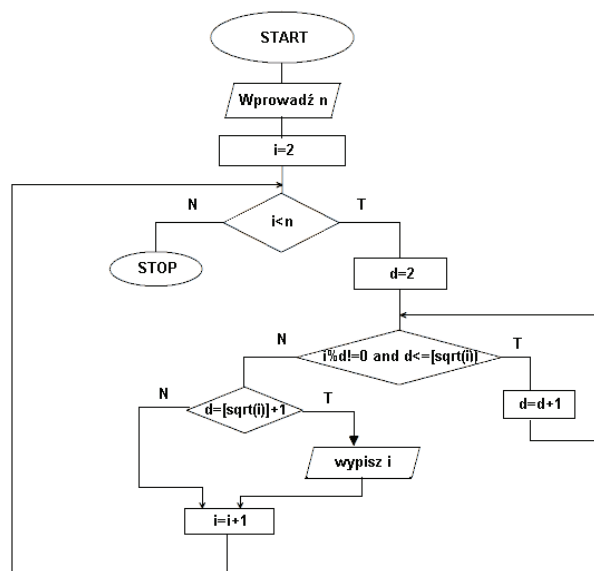 START
Wprowadź n
i=2
N
T
i<n
STOP
d=2
N
i%d!=0 and d<=[sqrt(i)]
T
N
d=[sqrt(i)]+1
T
d=d+1
wypisz i
i=i+1